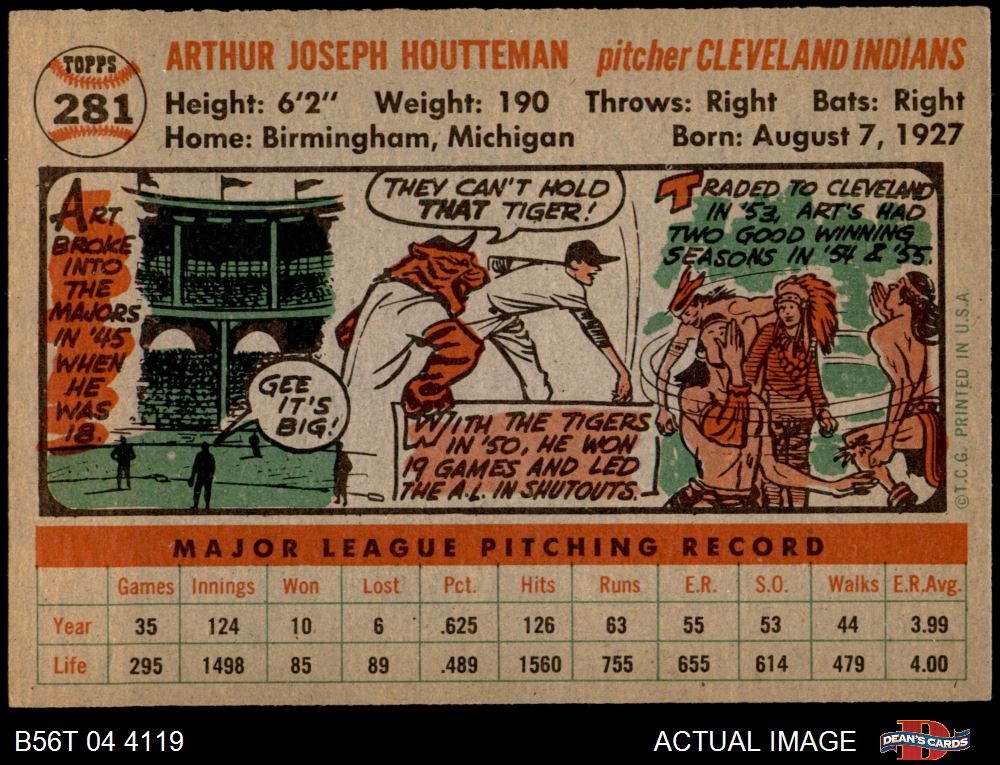 TOPPS
281
ARTHUR JOSEPH HOUTTEMAN pitcher CLEVELAND INDIANS
Height: 6'2" Weight: 190 Throws: Right Bats: Right
Home: Birmingham, Michigan Born: August 7, 1927
ART
BROKE
INTO
THE
MAJORS
IN '45
WHEN
HE
WAS
18.
GEE
IT'S
BIG!
THEY CAN'T HOLD
THAT TIGER!
WITH THE TIGERS
IN '50, HE WON
19 GAMES AND LED
THE A.L. IN SHUTOUTS.
TRADED TO CLEVELAND
IN '53, ART'S HAD
TWO GOOD WINNING
SEASONS IN '54 & '55.
©T.C.G. PRINTED IN U.S.A
MAJOR LEAGUE PITCHING RECORD
Games Innings Won Lost Pct. Hits Runs E.R. S.O. Walks E.R.Avg.
Year 35 124 10 6 .625 126 63 55 53 44 3.99
Life 295 1498 85 89 .489 1560 755 655 614 479 4.00
B56T 04 4119 ACTUAL IMAGE DEAN'S CARDS